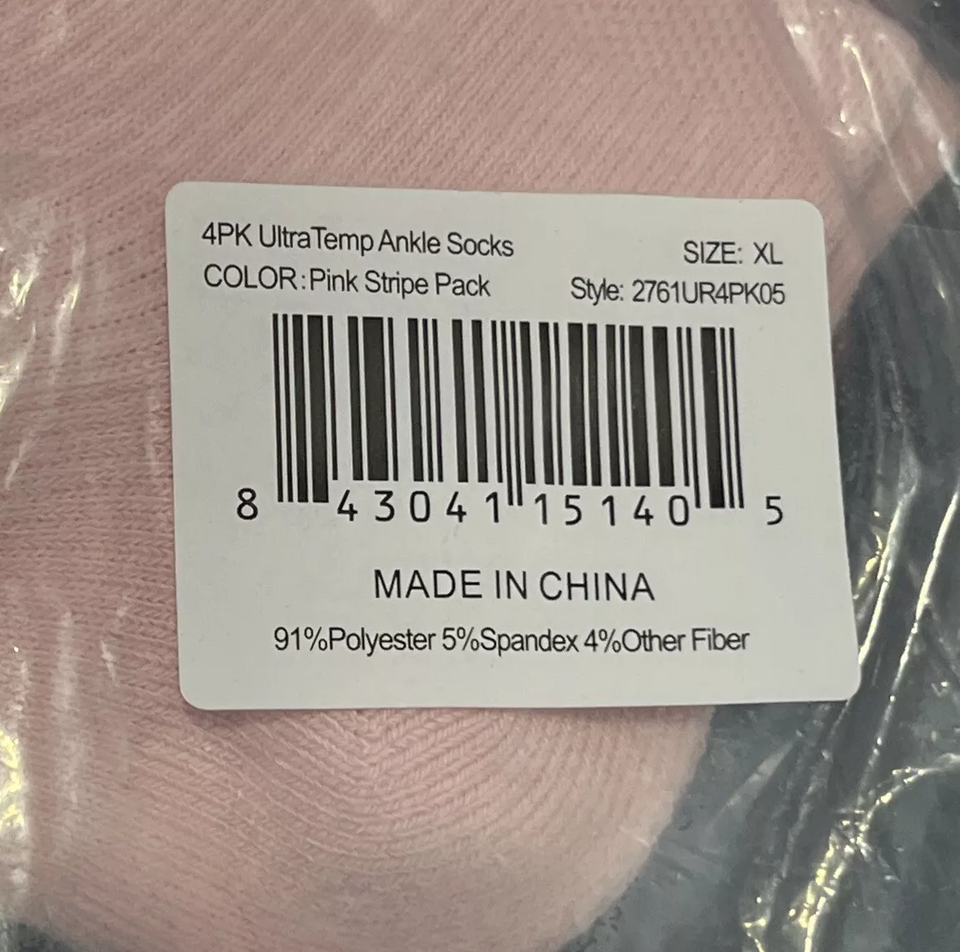 4PK UltraTemp Ankle Socks
SIZE: XL
COLOR:Pink Stripe Pack
Style: 2761UR4PK05
8 43041 15140 5
MADE IN CHINA
91%Polyester 5%Spandex 4%Other Fiber